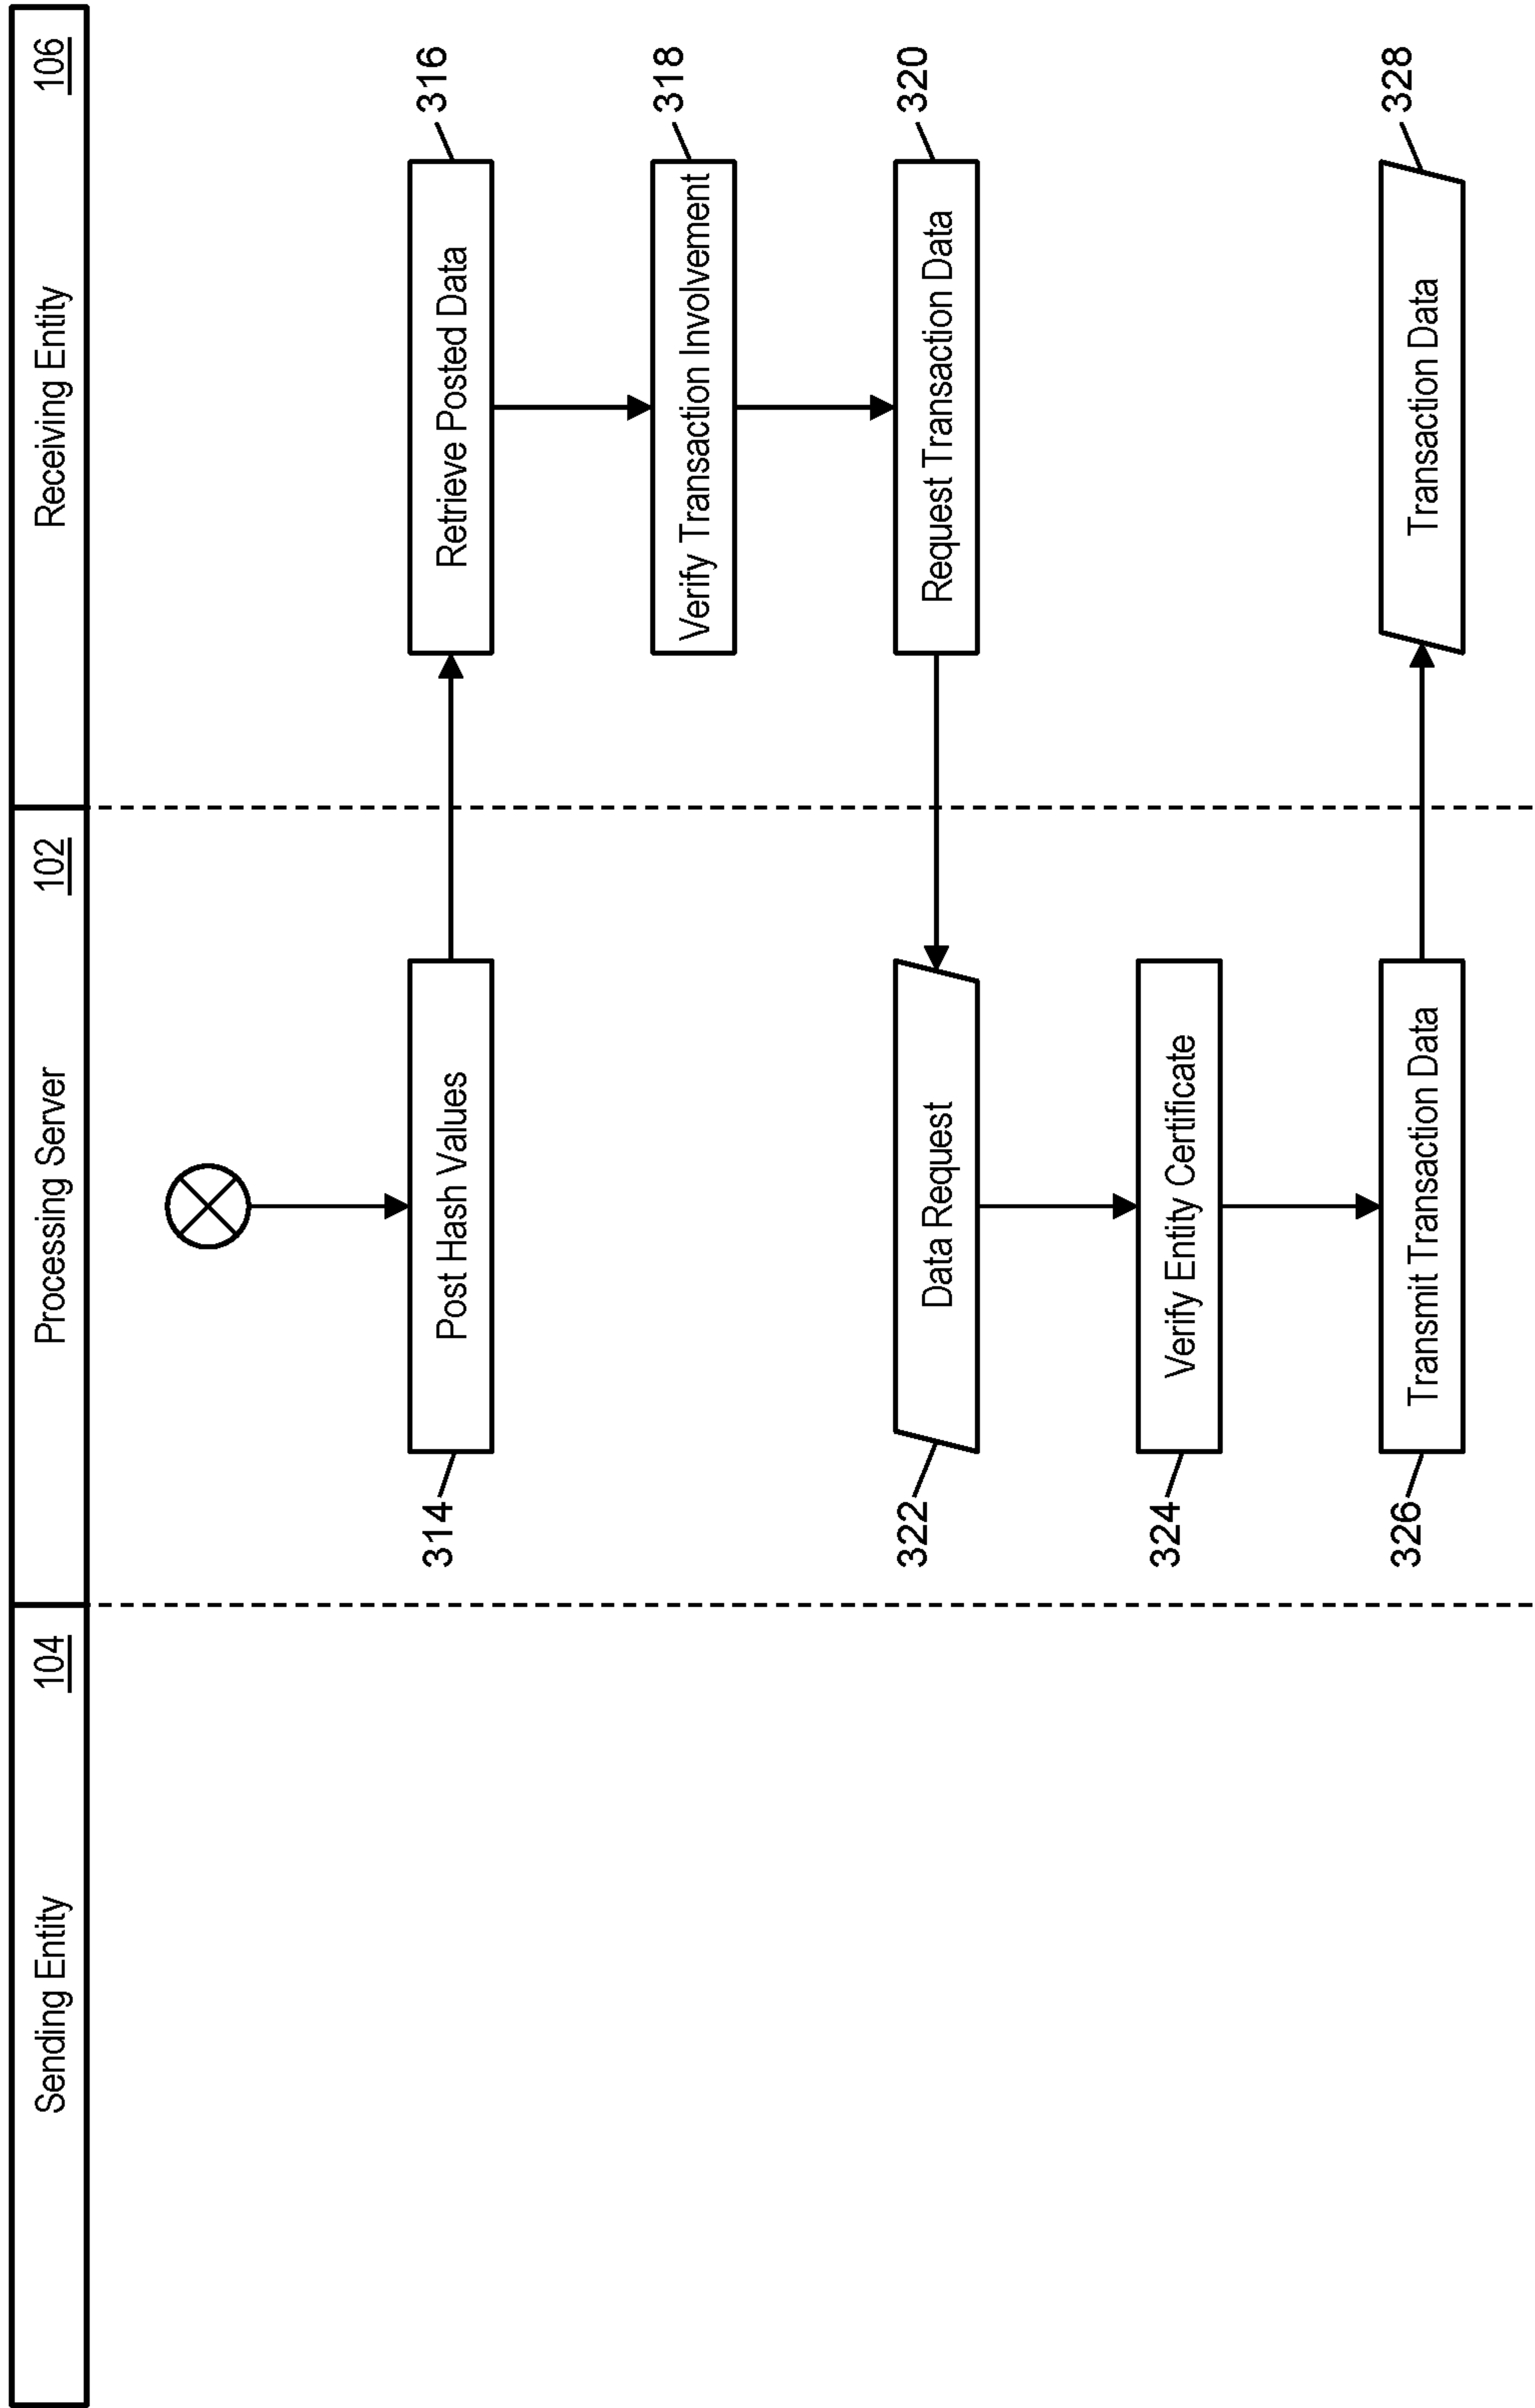 Sending Entity 104
Processing Server 102
Receiving Entity 106
314 Post Hash Values
Retrieve Posted Data 316
Verify Transaction Involvement 318
Request Transaction Data 320
322 Data Request
324 Verify Entity Certificate
326 Transmit Transaction Data
Transaction Data 328